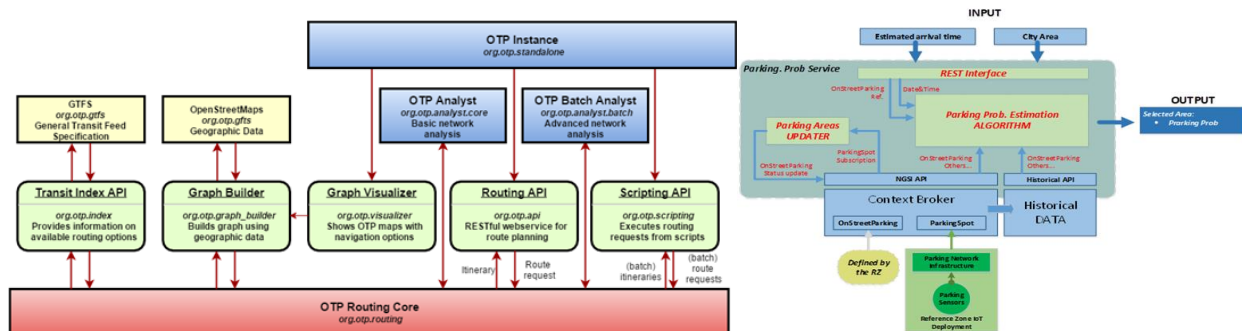 OTP Instance
org.otp.standalone
GTFS
org.otp.gtfs
General Transit Feed
Specification
OpenStreetMaps
org.otp.gfts
Geographic Data
OTP Analyst
org.otp.analyst.core
Basic network
analysis
OTP Batch Analyst
org.otp.analyst.batch
Advanced network
analysis
Transit Index API
org.otp.index
Provides information on
available routing options
Graph Builder
org.otp.graph_builder
Builds graph using
geographic data
Graph Visualizer
org.otp.visualizer
Shows OTP maps with
navigation options
Routing API
org.otp.api
RESTful webservice for
route planning
Scripting API
org.otp.scripting
Executes routing
requests from scripts
Itinerary
Route
request
(batch)
itineraries
(batch)
route
requests
OTP Routing Core
org.otp.routing
INPUT
Estimated arrival time
City Area
Parking. Prob Service
REST Interface
OnStreetParking
Ref.
Date&Time
Parking Prob. Estimation
ALGORITHM
Parking Areas
UPDATER
OnStreetParking
Status update
ParkingSpot
Subscription
OnStreetParking
Others...
OnStreetParking
Others...
NGSI API
Historical API
Context Broker
OnStreetParking
ParkingSpot
Historical
DATA
Defined by
the RZ
Parking Network
Infrastructure
Parking
Sensors
Reference Zone IoT
Deployment
OUTPUT
Selected Area:
• Prarking Prob